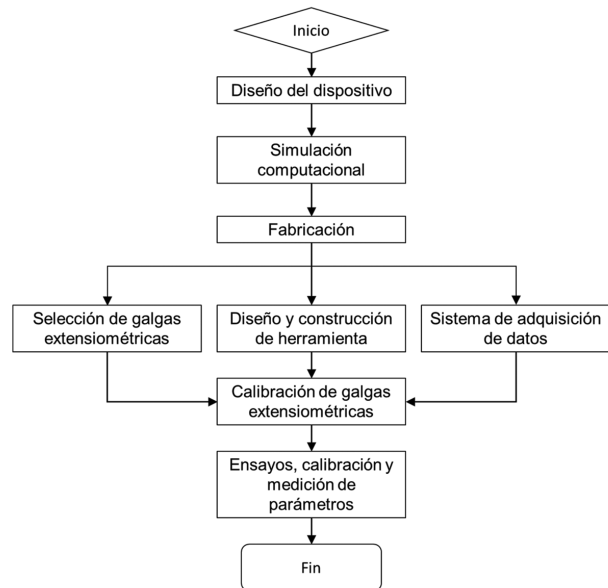 Inicio
Diseño del dispositivo
Simulación
computacional
Fabricación
Selección de galgas
extensiométricas
Diseño y construcción
de herramienta
Sistema de adquisición
de datos
Calibración de galgas
extensiométricas
Ensayos, calibración y
medición de
parámetros
Fin